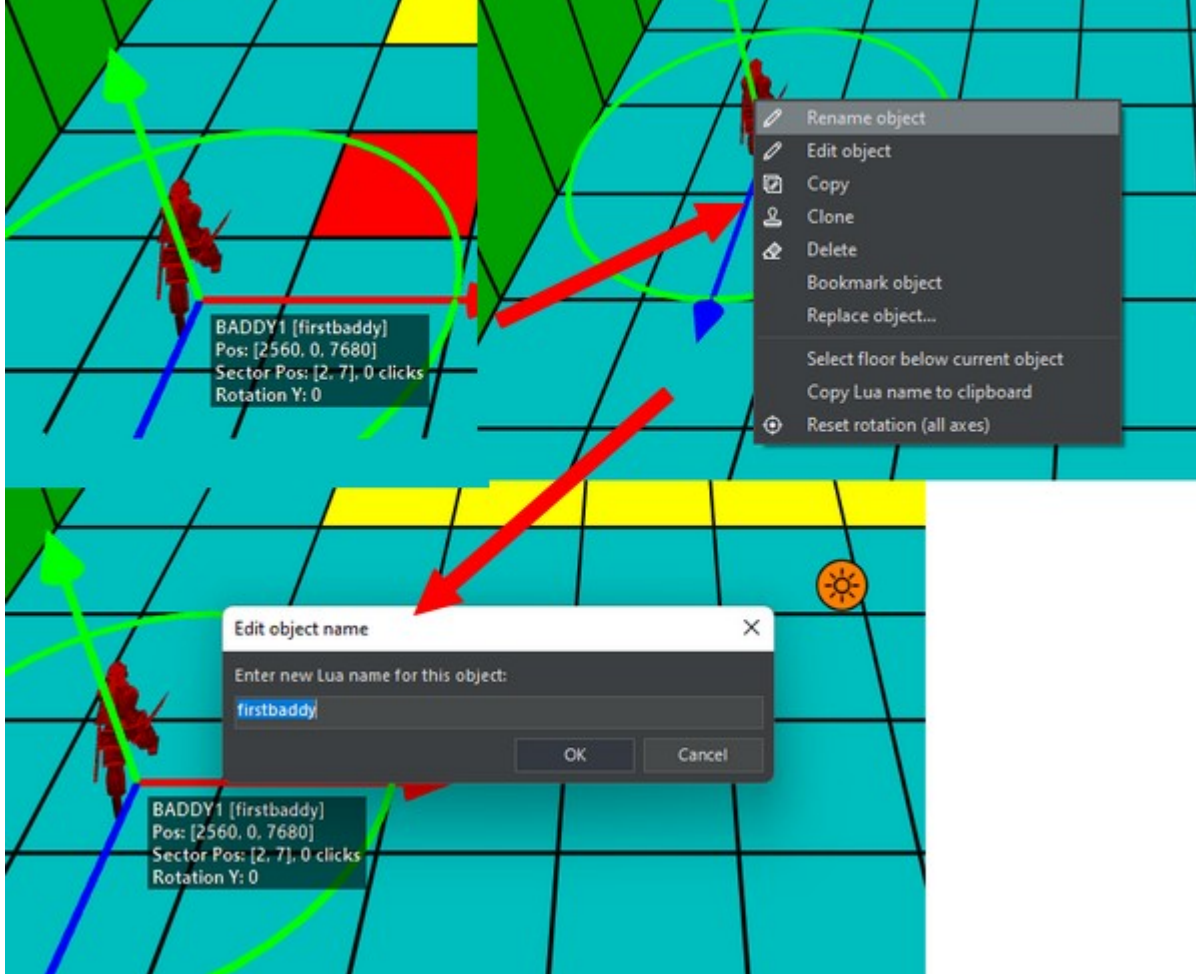 BADDY1 [firstbaddy]
Pos: [2560, 0, 7680]
Sector Pos: [2, 7], 0 clicks
Rotation Y: 0
Rename object
Edit object
Copy
Clone
Delete
Bookmark object
Replace object...
Select floor below current object
Copy Lua name to clipboard
Reset rotation (all axes)
Edit object name
Enter new Lua name for this object:
firstbaddy
OK Cancel
BADDY1 [firstbaddy]
Pos: [2560, 0, 7680]
Sector Pos: [2, 7], 0 clicks
Rotation Y: 0